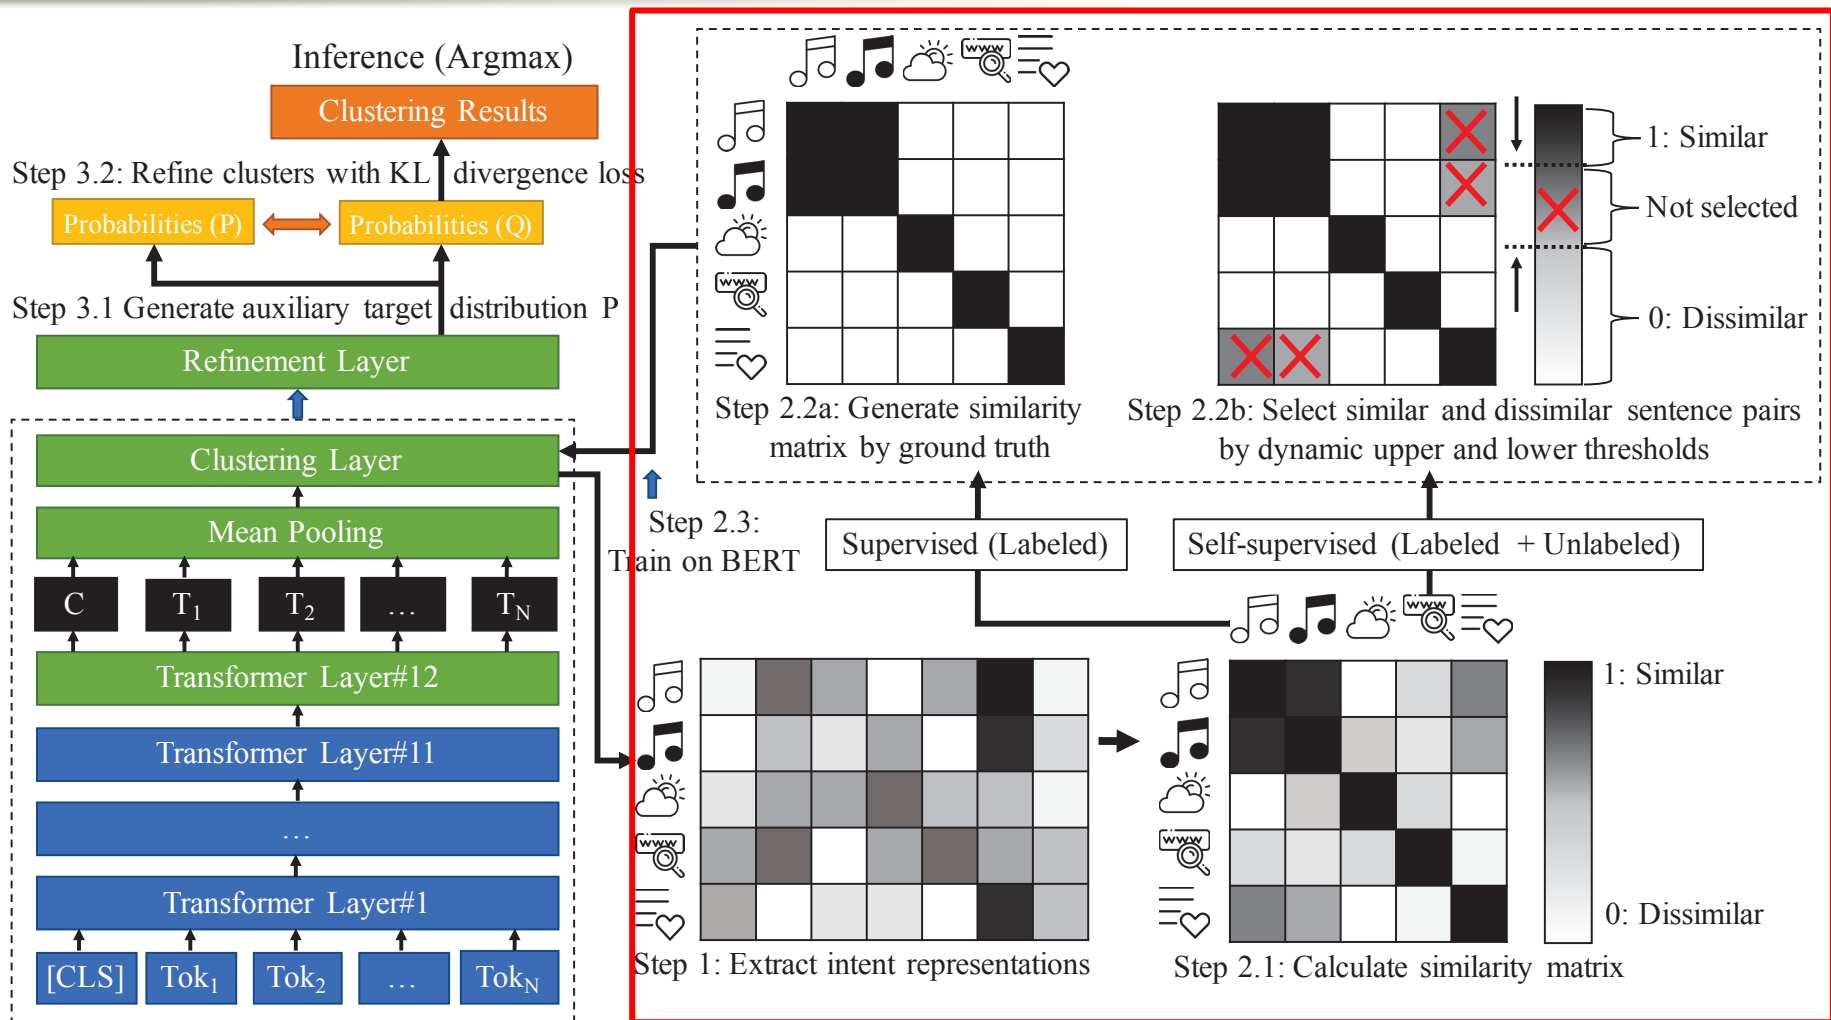 Inference (Argmax)
Clustering Results
Step 3.2: Refine clusters with KL divergence loss
Probabilities (P)
Probabilities (Q)
Step 3.1 Generate auxiliary target distribution P
Refinement Layer
Clustering Layer
Mean Pooling
C
T1
T2
...
TN
Transformer Layer#12
Transformer Layer#11
...
Transformer Layer#1
[CLS]
Tok1
Tok2
...
TokN
www
www
1: Similar
Not selected
0: Dissimilar
Step 2.2a: Generate similarity
matrix by ground truth
Step 2.2b: Select similar and dissimilar sentence pairs
by dynamic upper and lower thresholds
Step 2.3:
Train on BERT
Supervised (Labeled)
Self-supervised (Labeled + Unlabeled)
www
www
www
1: Similar
0: Dissimilar
Step 1: Extract intent representations
Step 2.1: Calculate similarity matrix